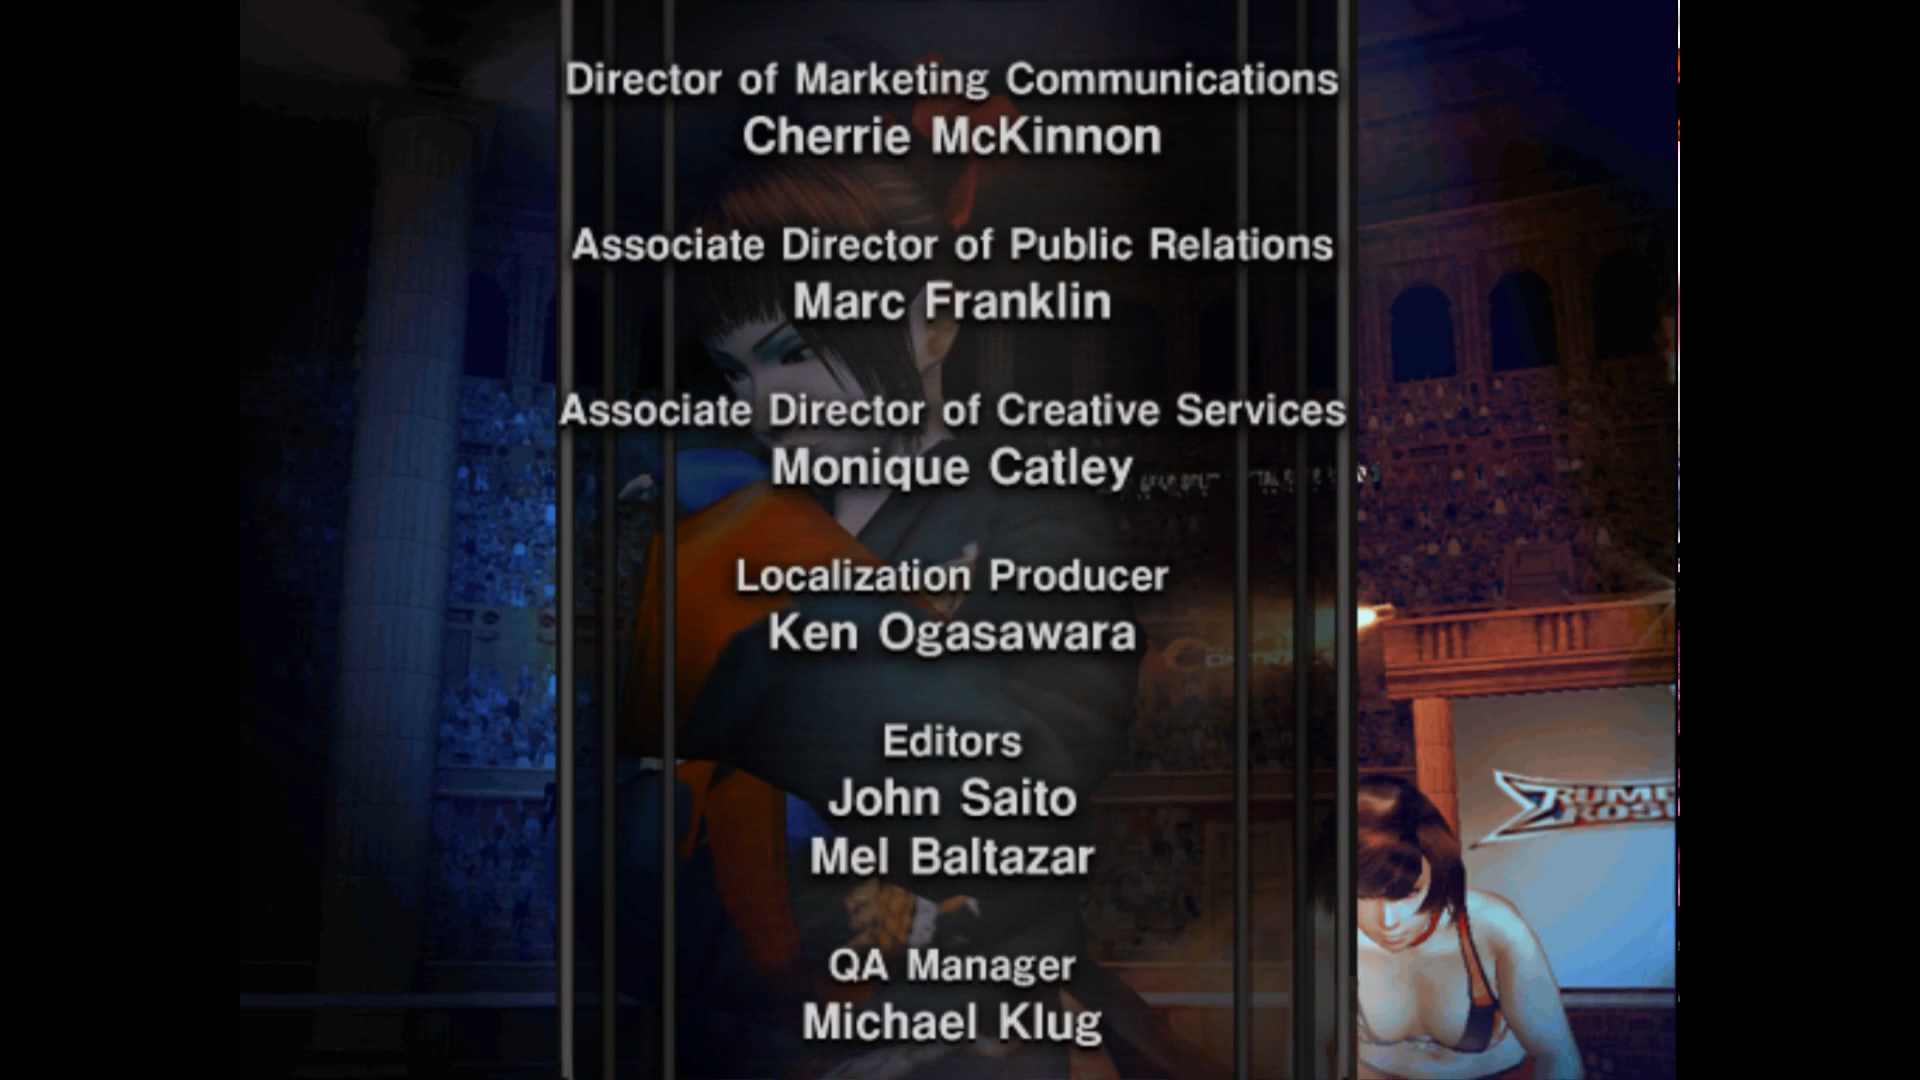 Director of Marketing Communications
Cherrie McKinnon
Associate Director of Public Relations
Marc Franklin
Associate Director of Creative Services
Monique Catley
Localization Producer
Ken Ogasawara
Editors
John Saito
Mel Baltazar
QA Manager
Michael Klug